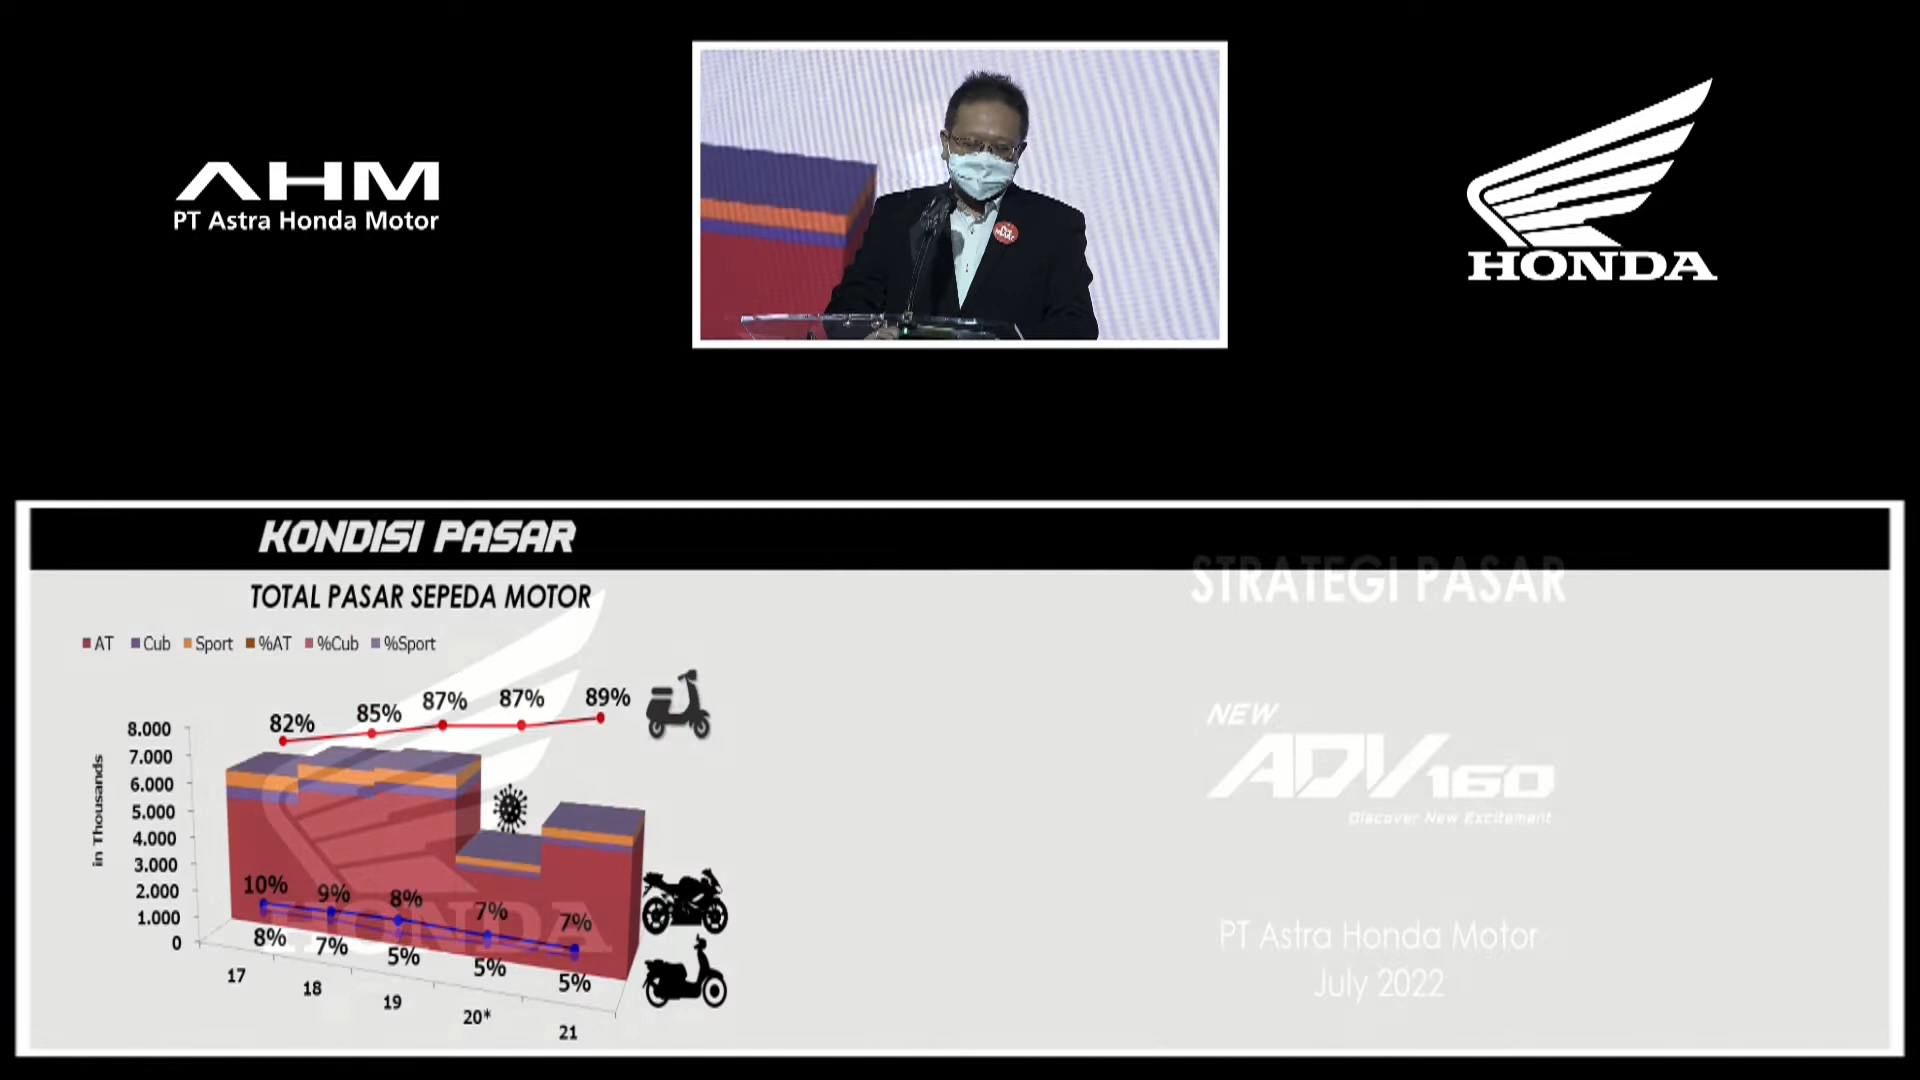 AHM
PT Astra Honda Motor
HONDA
KONDISI PASAR
TOTAL PASAR SEPEDA MOTOR
AT Cub Sport %AT %Cub %Sport
82% 85% 87% 87% 89%
in Thousands
8.000
7.000
6.000
5.000
4.000
3.000
2.000
1.000
0
10% 9% 8% 7% 7%
8% 7% 5% 5% 5%
17 18 19 20* 21
HONDA
STRATEGI PASAR
NEW
ADV160
Discover New Excitement
PT Astra Honda Motor
July 2022